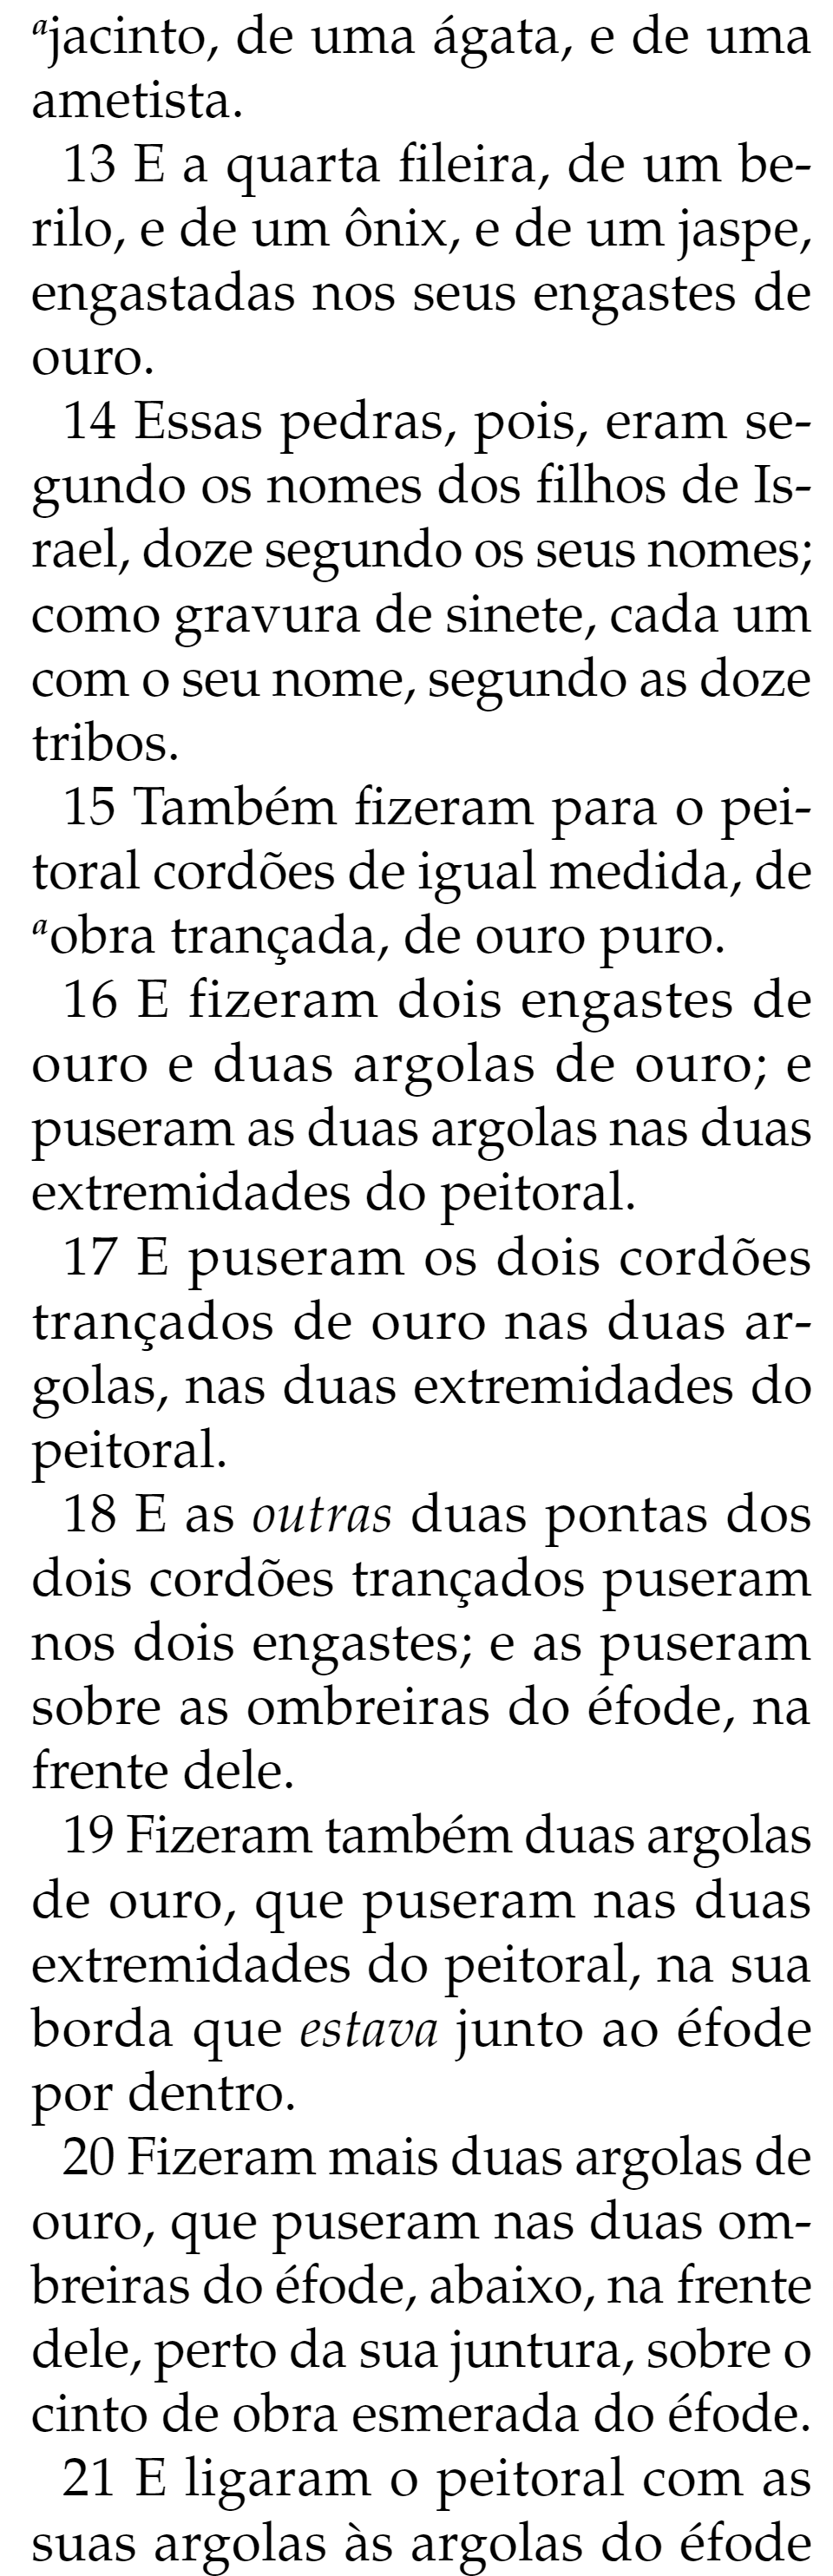 ᵃjacinto, de uma ágata, e de uma
ametista.
13 E a quarta fileira, de um be-
rilo, e de um ônix, e de um jaspe,
engastadas nos seus engastes de
ouro.
14 Essas pedras, pois, eram se-
gundo os nomes dos filhos de Is-
rael, doze segundo os seus nomes;
como gravura de sinete, cada um
com o seu nome, segundo as doze
tribos.
15 Também fizeram para o pei-
toral cordões de igual medida, de
ᵃobra trançada, de ouro puro.
16 E fizeram dois engastes de
ouro e duas argolas de ouro; e
puseram as duas argolas nas duas
extremidades do peitoral.
17 E puseram os dois cordões
trançados de ouro nas duas ar-
golas, nas duas extremidades do
peitoral.
18 E as outras duas pontas dos
dois cordões trançados puseram
nos dois engastes; e as puseram
sobre as ombreiras do éfode, na
frente dele.
19 Fizeram também duas argolas
de ouro, que puseram nas duas
extremidades do peitoral, na sua
borda que estava junto ao éfode
por dentro.
20 Fizeram mais duas argolas de
ouro, que puseram nas duas om-
breiras do éfode, abaixo, na frente
dele, perto da sua juntura, sobre o
cinto de obra esmerada do éfode.
21 E ligaram o peitoral com as
suas argolas às argolas do éfode